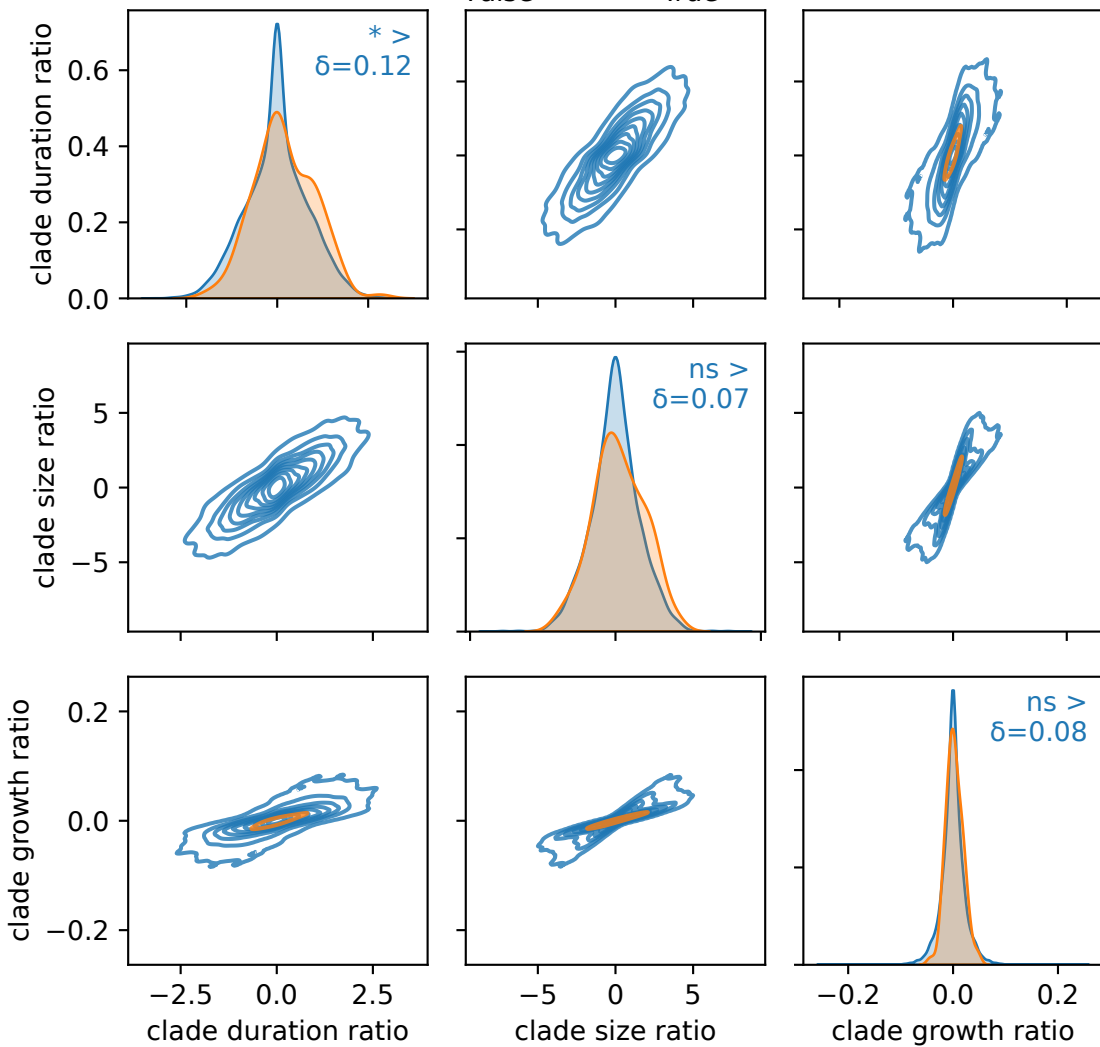 * >
δ=0.12
clade duration ratio
0.6
0.4
0.2
0.0
ns >
δ=0.07
clade size ratio
5
0
−5
ns >
δ=0.08
clade growth ratio
0.2
0.0
−0.2
−2.5 0.0 2.5
−5 0 5
−0.2 0.0 0.2
clade duration ratio
clade size ratio
clade growth ratio